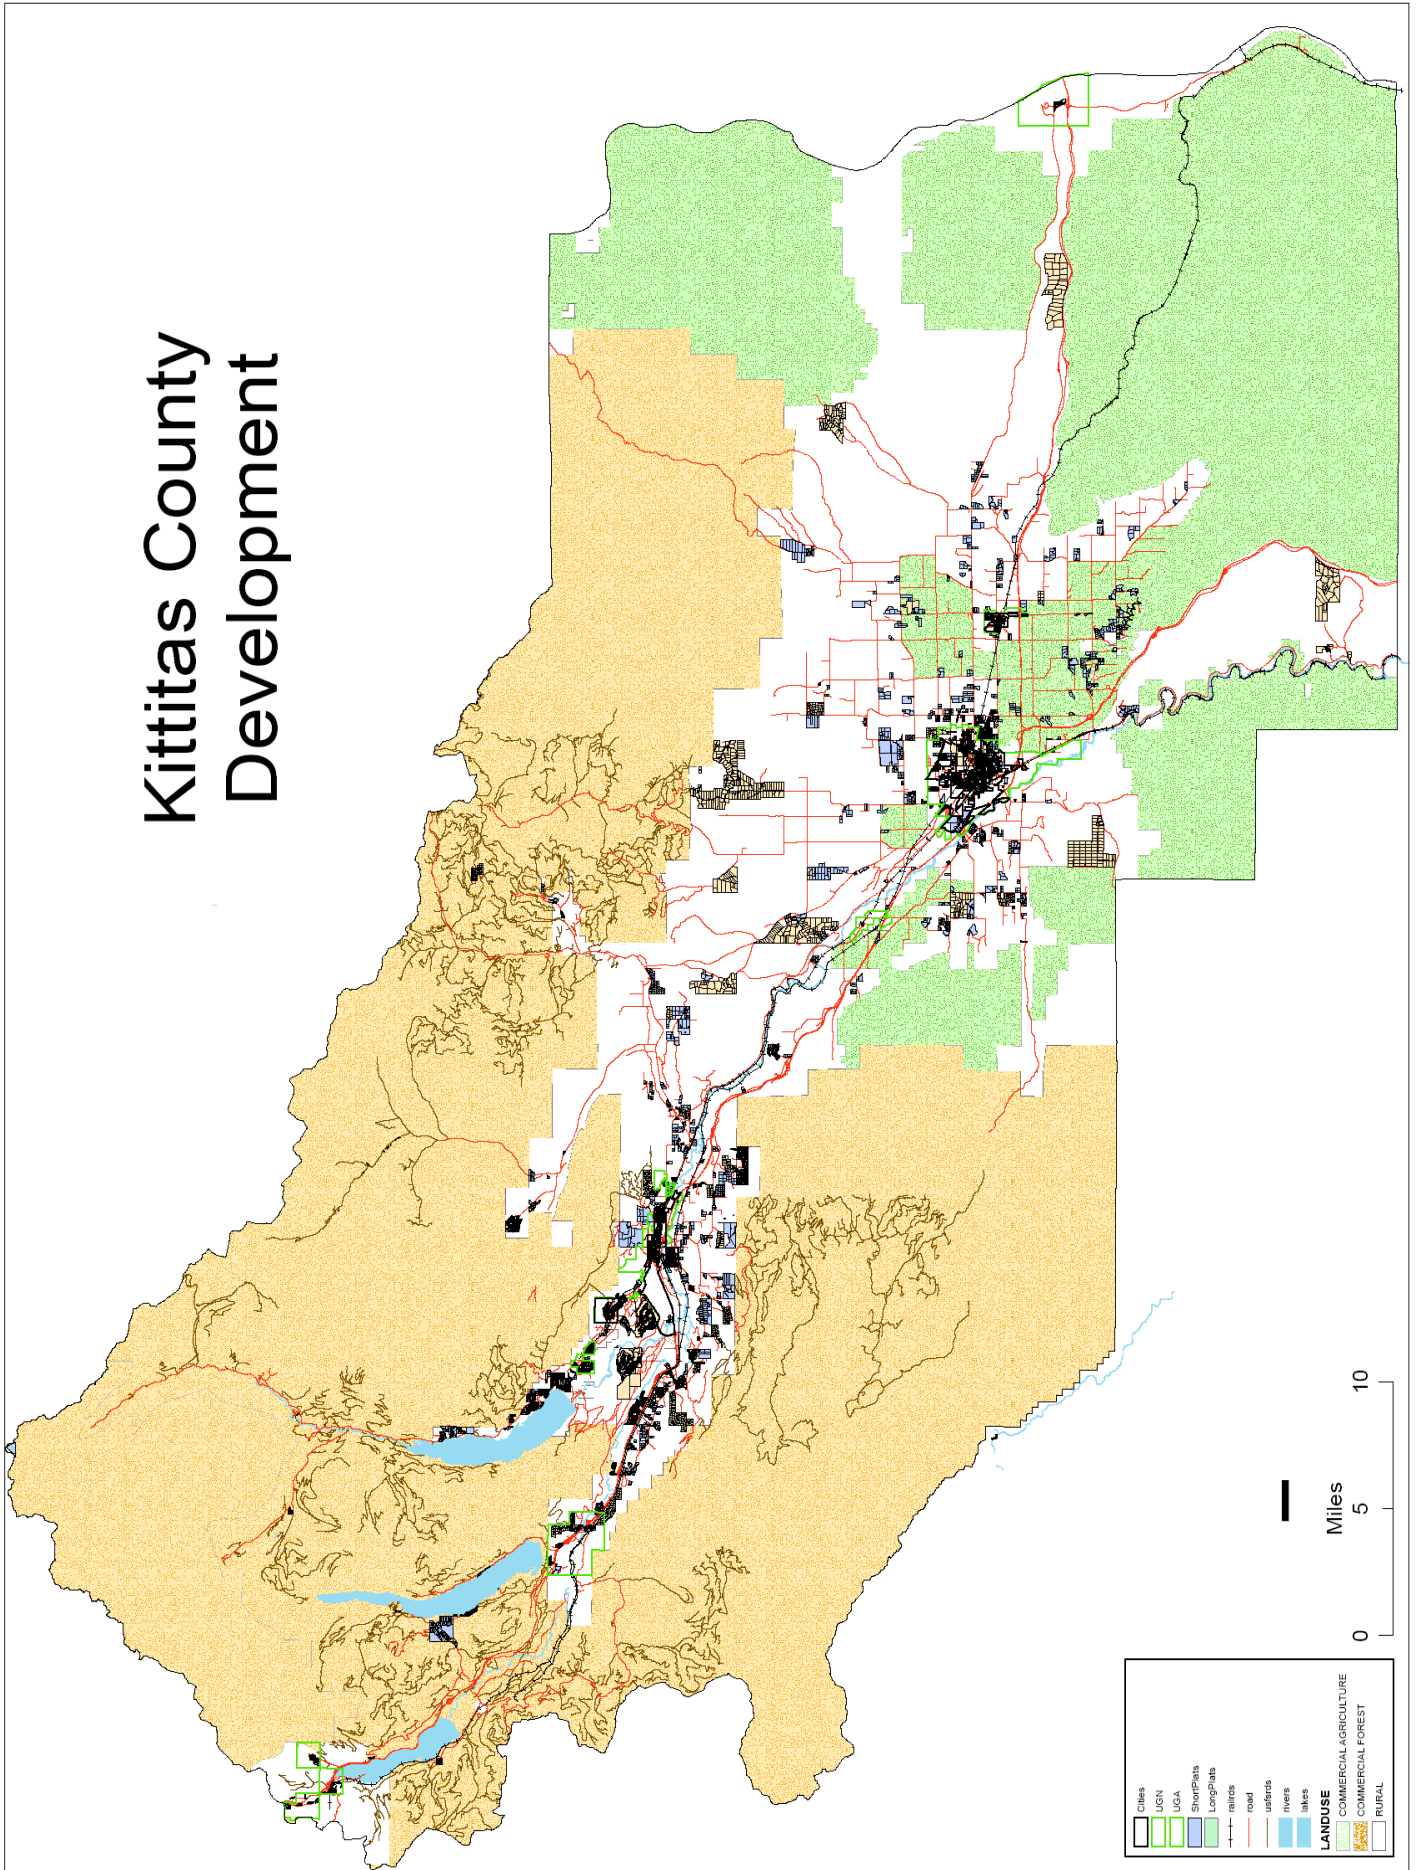 Kittitas County
Development
Miles
0 5 10
Cities
UGN
UGA
ShortPlats
LongPlats
railrds
road
usfsrds
rivers
lakes
LANDUSE
COMMERCIAL AGRICULTURE
COMMERCIAL FOREST
RURAL